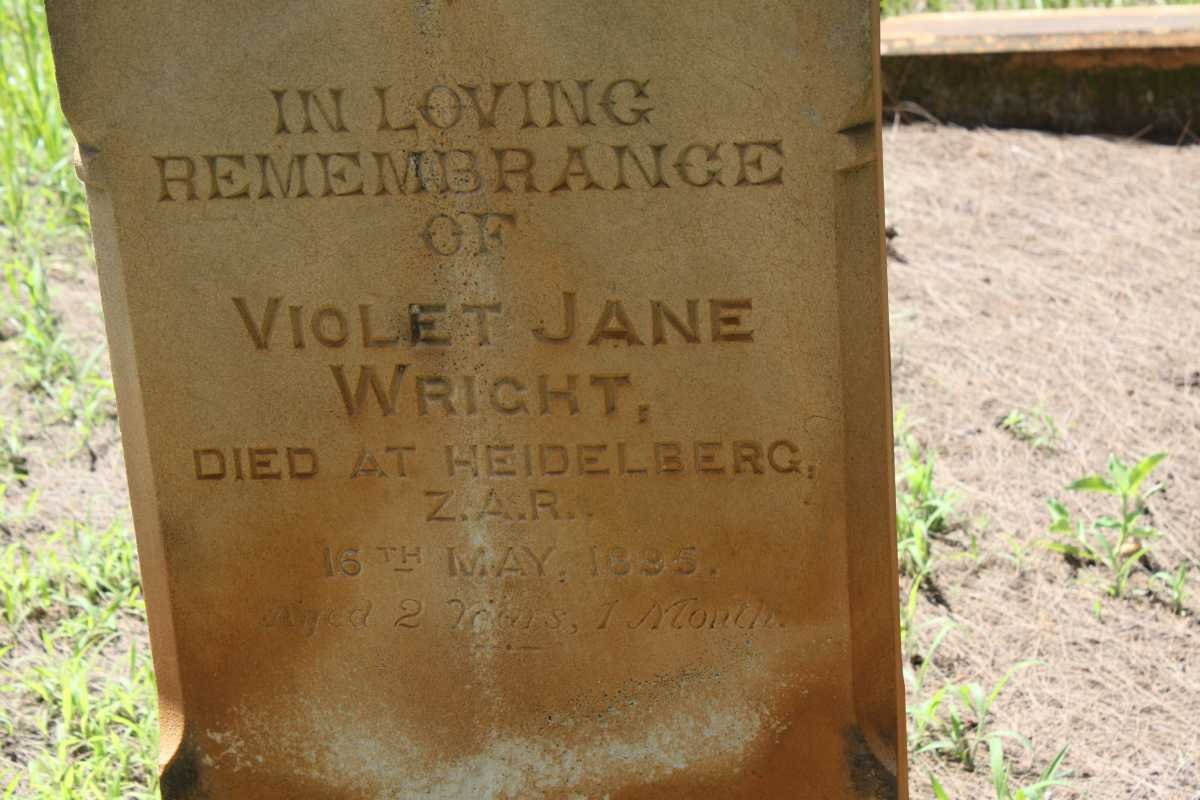 IN LOVING
REMEMBRANCE
OF
VIOLET JANE
WRIGHT,
DIED AT HEIDELBERG,
Z.A.R.
16TH MAY, 1895.
Aged 2 Years, 1 Month.